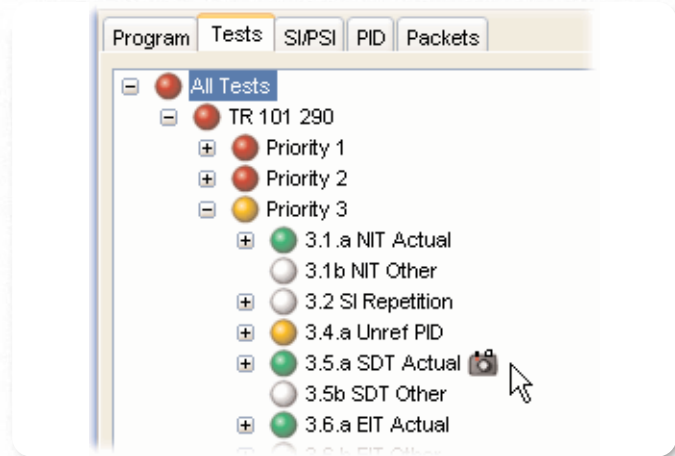 Program Tests SI/PSI PID Packets
All Tests
TR 101 290
Priority 1
Priority 2
Priority 3
3.1.a NIT Actual
3.1b NIT Other
3.2 SI Repetition
3.4.a Unref PID
3.5.a SDT Actual
3.5b SDT Other
3.6.a EIT Actual